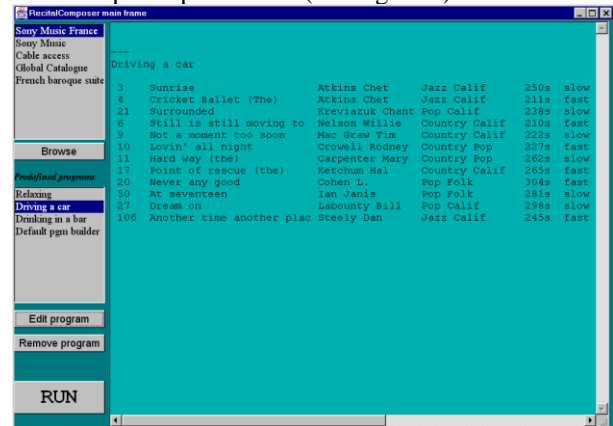 RecitalComposer main frame
Sony Music France
Sony Music
Cable access
Global Catalogue
French baroque suite
Browse
Predefined programs
Relaxing
Driving a car
Drinking in a bar
Default pgm builder
Edit program
Remove program
RUN
---
Driving a car
3 Sunrise Atkins Chet Jazz Calif 250s slow
4 Cricket Ballet (The) Atkins Chet Jazz Calif 211s fast
21 Surrounded Kreviazuk Chant Pop Calif 238s slow
6 Still is still moving to Nelson Willie Country Calif 210s fast
9 Not a moment too soon Mac Graw Tim Country Calif 222s slow
10 Lovin' all night Crowell Rodney Country Pop 227s fast
11 Hard way (the) Carpenter Mary Country Pop 262s slow
17 Point of rescue (the) Ketchum Hal Country Calif 265s fast
20 Never any good Cohen L. Pop Folk 304s fast
50 At seventeen Ian Janis Pop Folk 281s slow
27 Dream on Labounty Bill Pop Calif 298s slow
106 Another time another plac Steely Dan Jazz Calif 245s fast